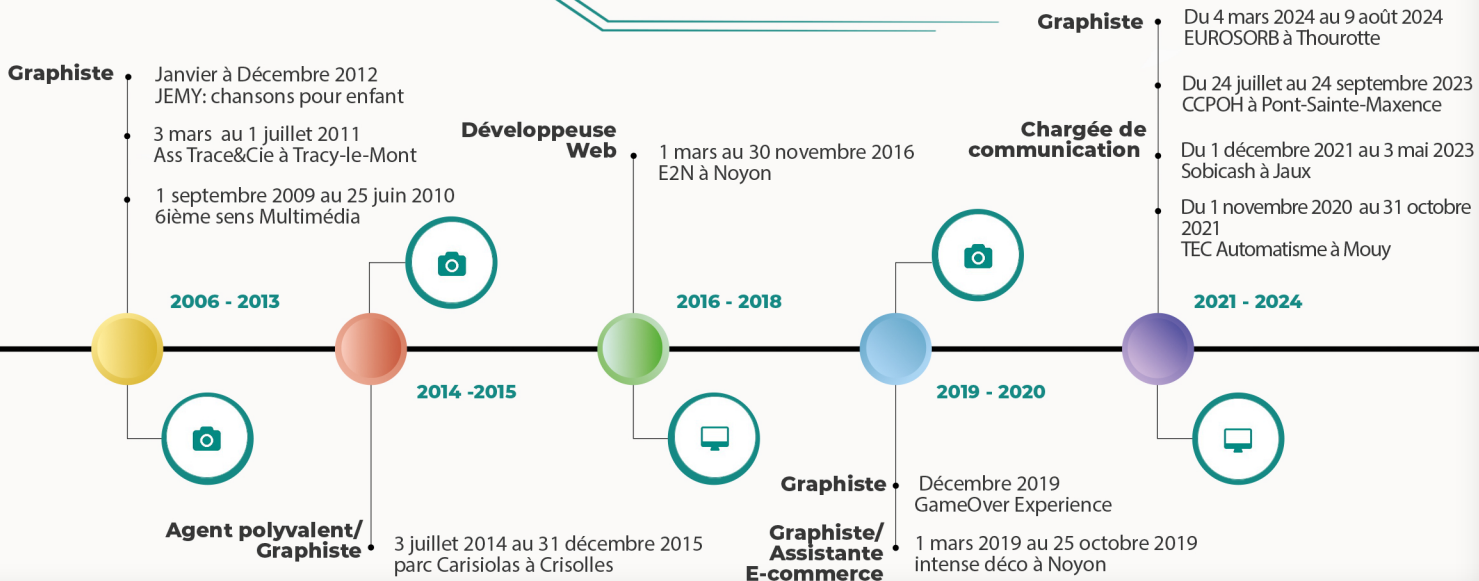 Graphiste
Janvier à Décembre 2012
JEMY: chansons pour enfant
3 mars  au 1 juillet 2011
Ass Trace&Cie à Tracy-le-Mont
1 septembre 2009 au 25 juin 2010
6ième sens Multimédia
2006 - 2013
2014 -2015
Agent polyvalent/
Graphiste
3 juillet 2014 au 31 décembre 2015
parc Carisiolas à Crisolles
Développeuse
Web
1 mars au 30 novembre 2016
E2N à Noyon
2016 - 2018
2019 - 2020
Graphiste
Décembre 2019
GameOver Experience
Graphiste/
Assistante
E-commerce
1 mars 2019 au 25 octobre 2019
intense déco à Noyon
Graphiste
Du 4 mars 2024 au 9 août 2024
EUROSORB à Thourotte
Du 24 juillet au 24 septembre 2023
CCPOH à Pont-Sainte-Maxence
Chargée de
communication
Du 1 décembre 2021 au 3 mai 2023
Sobicash à Jaux
Du 1 novembre 2020  au 31 octobre
2021
TEC Automatisme à Mouy
2021 - 2024